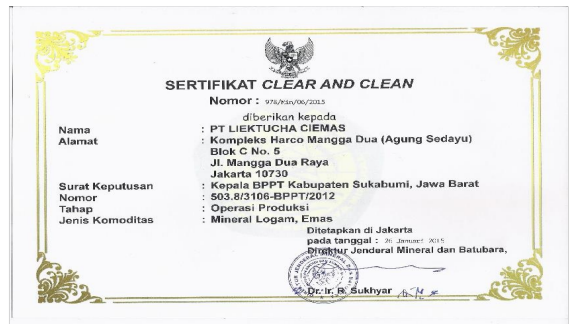 SERTIFIKAT CLEAR AND CLEAN
Nomor : 978/Min/06/2015
diberikan kepada
Nama : PT LIEKTUCHA CIEMAS
Alamat : Kompleks Harco Mangga Dua (Agung Sedayu)
Blok C No. 5
Jl. Mangga Dua Raya
Jakarta 10730
Surat Keputusan : Kepala BPPT Kabupaten Sukabumi, Jawa Barat
Nomor : 503.8/3106-BPPT/2012
Tahap : Operasi Produksi
Jenis Komoditas : Mineral Logam, Emas
Ditetapkan di Jakarta
pada tanggal : 26 Januari 2015
Direktur Jenderal Mineral dan Batubara,
Dr. Ir. R. Sukhyar